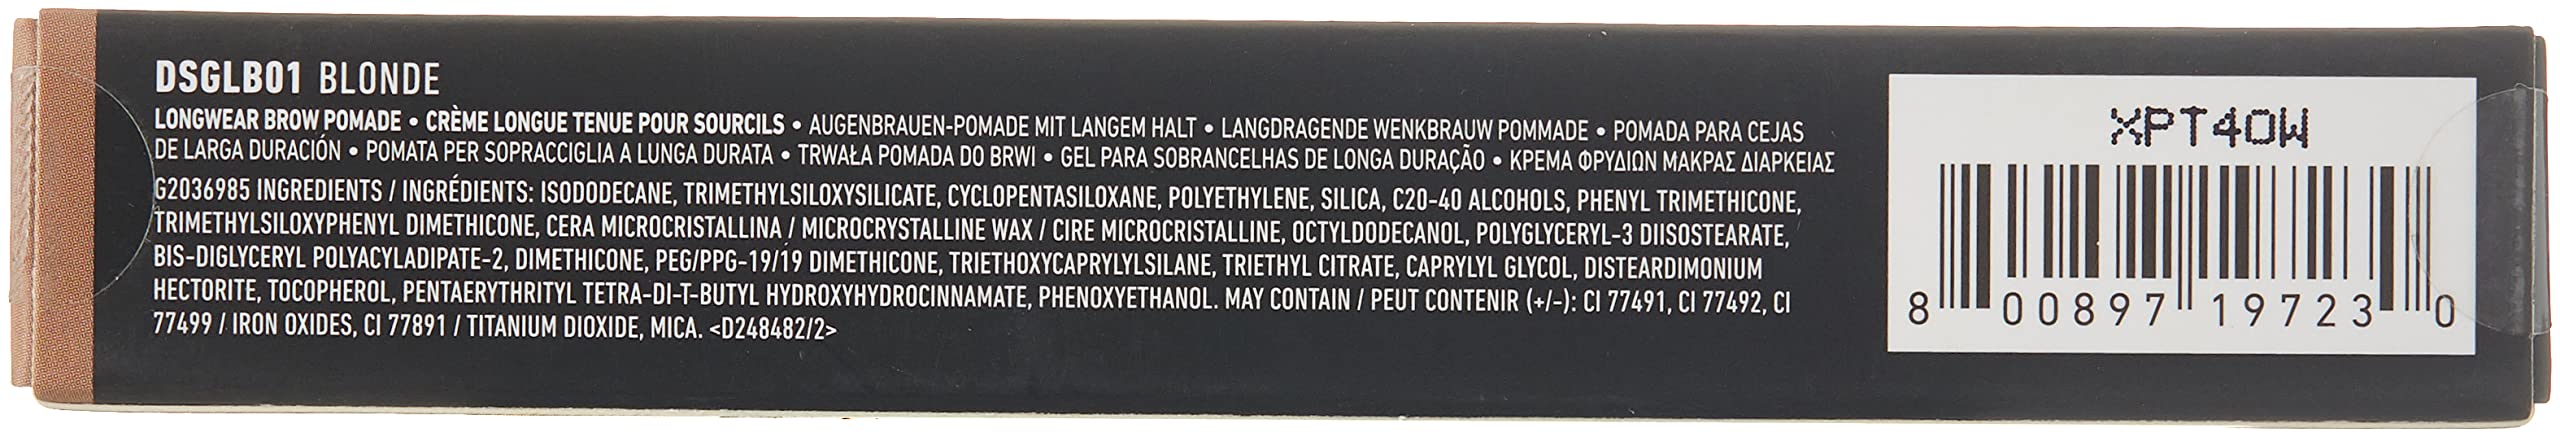 DSGLB01 BLONDE
LONGWEAR BROW POMADE • CRÈME LONGUE TENUE POUR SOURCILS • AUGENBRAUEN-POMADE MIT LANGEM HALT • LANGDRAGENDE WENKBRAUW POMMADE • POMADA PARA CEJAS
DE LARGA DURACIÓN • POMATA PER SOPRACCIGLIA A LUNGA DURATA • TRWAŁA POMADA DO BRWI • GEL PARA SOBRANCELHAS DE LONGA DURAÇÃO • ΚΡΕΜΑ ΦΡΥΔΙΩΝ ΜΑΚΡΑΣ ΔΙΑΡΚΕΙΑΣ
G2036985 INGREDIENTS / INGRÉDIENTS: ISODODECANE, TRIMETHYLSILOXYSILICATE, CYCLOPENTASILOXANE, POLYETHYLENE, SILICA, C20-40 ALCOHOLS, PHENYL TRIMETHICONE,
TRIMETHYLSILOXYPHENYL DIMETHICONE, CERA MICROCRISTALLINA / MICROCRYSTALLINE WAX / CIRE MICROCRISTALLINE, OCTYLDODECANOL, POLYGLYCERYL-3 DIISOSTEARATE,
BIS-DIGLYCERYL POLYACYLADIPATE-2, DIMETHICONE, PEG/PPG-19/19 DIMETHICONE, TRIETHOXYCAPRYLYLSILANE, TRIETHYL CITRATE, CAPRYLYL GLYCOL, DISTEARDIMONIUM
HECTORITE, TOCOPHEROL, PENTAERYTHRITYL TETRA-DI-T-BUTYL HYDROXYHYDROCINNAMATE, PHENOXYETHANOL. MAY CONTAIN / PEUT CONTENIR (+/-): CI 77491, CI 77492, CI
77499 / IRON OXIDES, CI 77891 / TITANIUM DIOXIDE, MICA. <D248482/2>
XPT40W
8 00897 19723 0